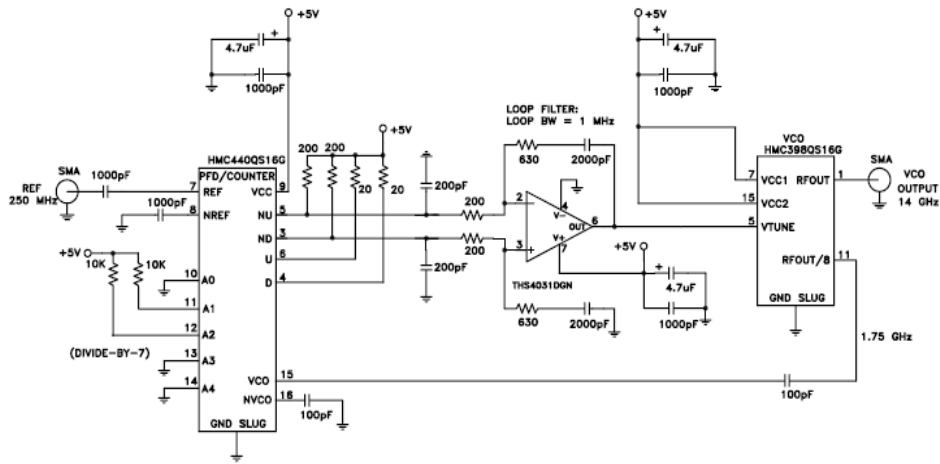 +5V
4.7uF +
1000pF
+5V
4.7uF +
1000pF
HMC440QS16G
PFD/COUNTER
200 200
+5V
20 20
LOOP FILTER:
LOOP BW = 1 MHz
630
2000pF
VCO
HMC398QS16G
SMA
REF
250 MHz
1000pF
7 REF
1000pF
8 NREF
VCC 9
NU 5
ND 3
U 6
D 4
200pF
200
200
200pF
2
3
+
4
V-
OUT
6
V+
7
THS4031DGN
+5V
+
4.7uF
1000pF
630
2000pF
7 VCC1
15 VCC2
5 VTUNE
RFOUT 1
SMA
VCO
OUTPUT
14 GHz
RFOUT/8
11
GND SLUG
1.75 GHz
+5V
10K 10K
10 A0
11 A1
12 A2
(DIVIDE-BY-7)
13 A3
14 A4
VCO 15
NVCO 16
100pF
100pF
GND SLUG